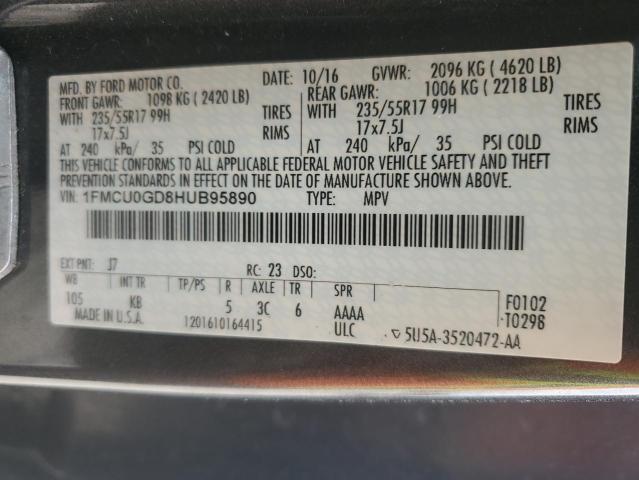 MFD. BY FORD MOTOR CO.
DATE: 10/16 GVWR: 2096 KG ( 4620 LB)
FRONT GAWR: 1098 KG ( 2420 LB) REAR GAWR: 1006 KG ( 2218 LB)
WITH 235/55R17 99H TIRES WITH 235/55R17 99H TIRES
17x7.5J RIMS 17x7.5J RIMS
AT 240 kPa/ 35 PSI COLD AT 240 kPa/ 35 PSI COLD
THIS VEHICLE CONFORMS TO ALL APPLICABLE FEDERAL MOTOR VEHICLE SAFETY AND THEFT
PREVENTION STANDARDS IN EFFECT ON THE DATE OF MANUFACTURE SHOWN ABOVE.
VIN: 1FMCU0GD8HUB95890 TYPE: MPV
EXT PNT: J7 RC: 23 DSO:
WB INT TR TP/PS R AXLE TR SPR
105 KB 5 3C 6 AAAA F0102
MADE IN U.S.A. 1201610164415 ULC T0298
5U5A-3520472-AA